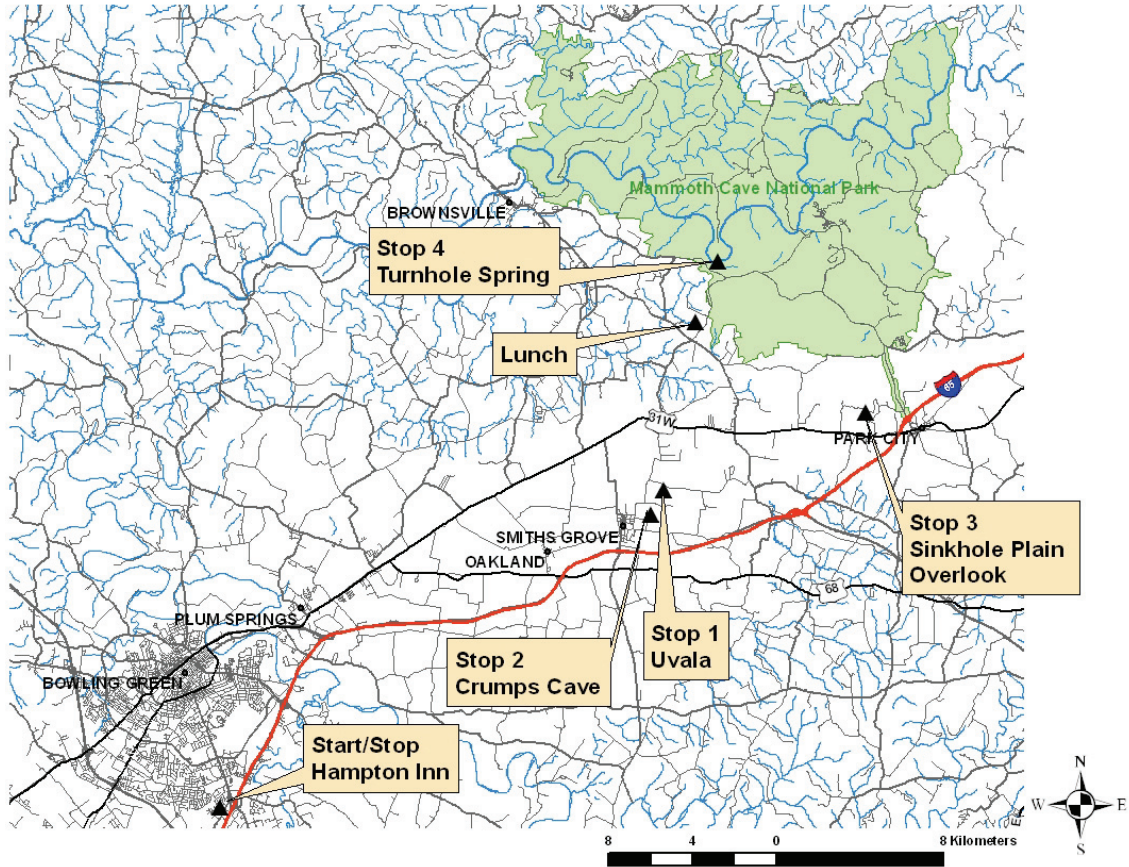 Mammoth Cave National Park
BROWNSVILLE
Stop 4
Turnhole Spring
Lunch
65
31W
PARK CITY
Stop 3
Sinkhole Plain
Overlook
SMITHS GROVE
OAKLAND
68
PLUM SPRINGS
Stop 1
Uvala
Stop 2
Crumps Cave
BOWLING GREEN
Start/Stop
Hampton Inn
N
W
E
S
8 4 0 8 Kilometers